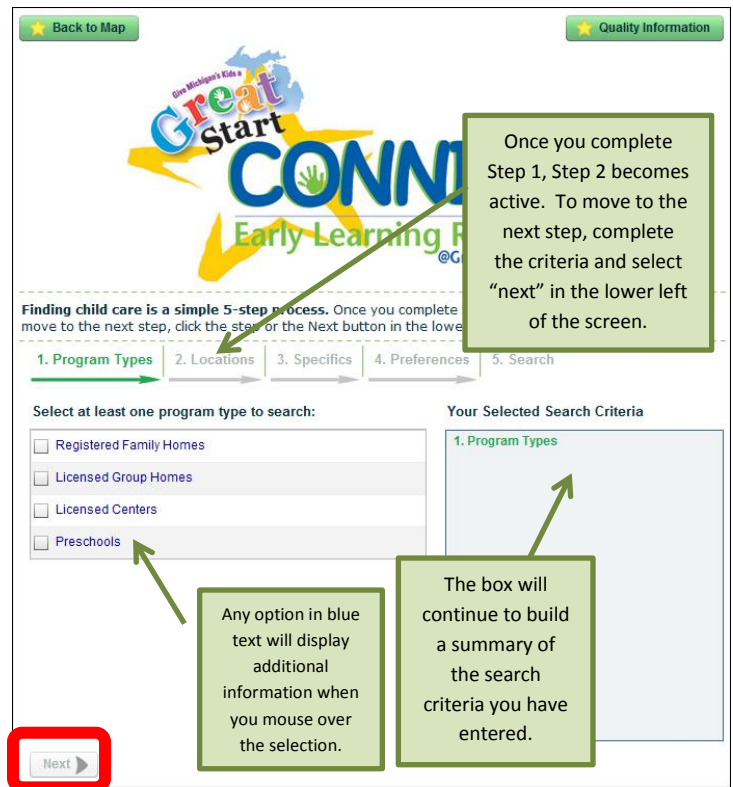 Back to Map
Quality Information
Give Michigan's Kids a
Great
Start
CONN
Early Learning R
@G
Once you complete
Step 1, Step 2 becomes
active. To move to the
next step, complete
the criteria and select
“next” in the lower left
of the screen.
Finding child care is a simple 5-step process. Once you complete
move to the next step, click the step or the Next button in the lowe
1. Program Types
2. Locations
3. Specifics
4. Preferences
5. Search
Select at least one program type to search:
Registered Family Homes
Licensed Group Homes
Licensed Centers
Preschools
Your Selected Search Criteria
1. Program Types
Any option in blue
text will display
additional
information when
you mouse over
the selection.
The box will
continue to build
a summary of
the search
criteria you have
entered.
Next